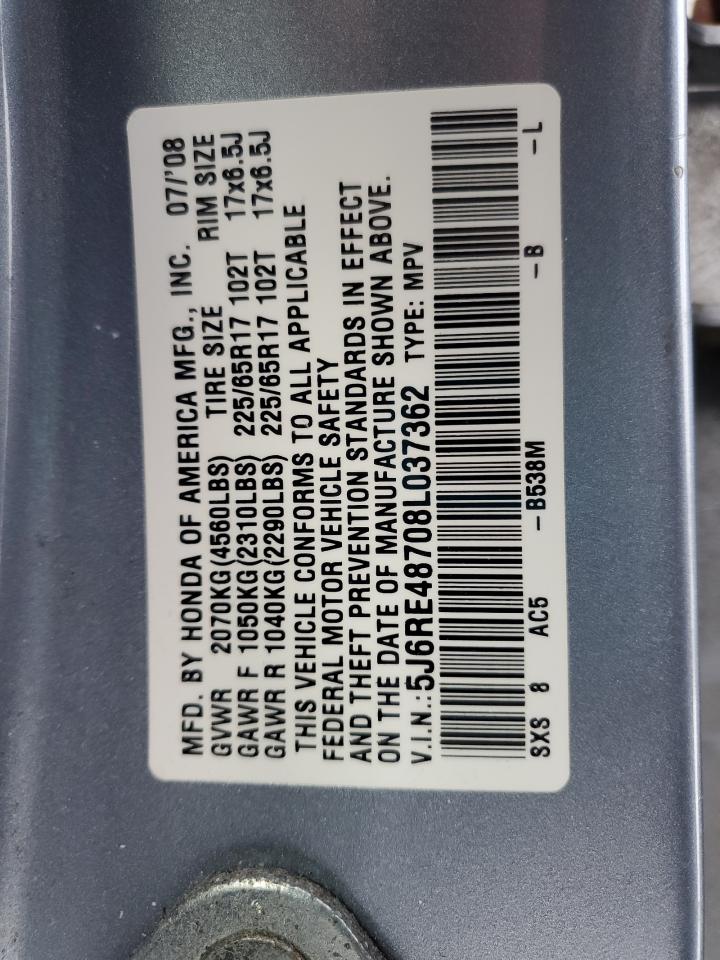 MFD. BY HONDA OF AMERICA MFG., INC. 07/'08
GVWR 2070KG(4560LBS) TIRE SIZE RIM SIZE
GAWR F 1050KG(2310LBS) 225/65R17 102T 17x6.5J
GAWR R 1040KG(2290LBS) 225/65R17 102T 17x6.5J
THIS VEHICLE CONFORMS TO ALL APPLICABLE
FEDERAL MOTOR VEHICLE SAFETY
AND THEFT PREVENTION STANDARDS IN EFFECT
ON THE DATE OF MANUFACTURE SHOWN ABOVE.
V.I.N.:5J6RE48708L037362 TYPE: MPV
SXS 8 AC5 –B538M –B –L